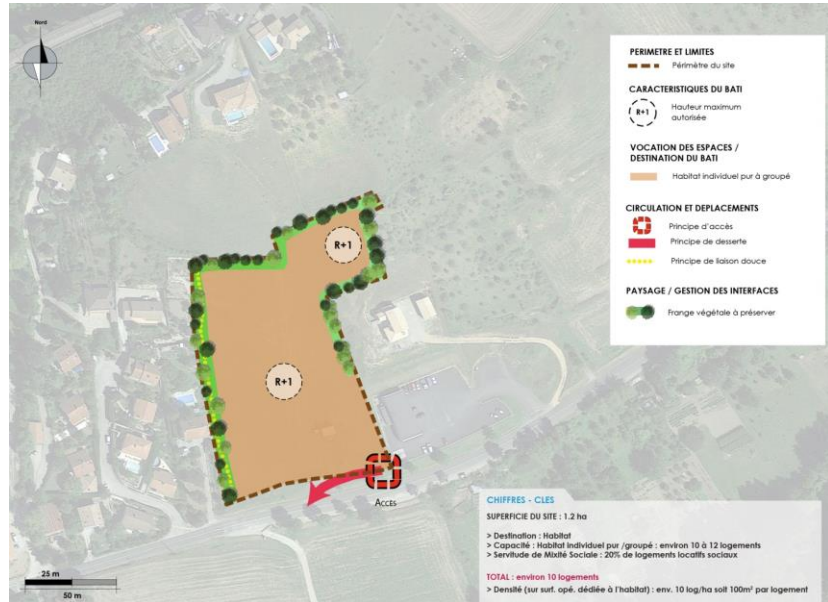 Nord
PERIMETRE ET LIMITES
Périmètre du site
CARACTERISTIQUES DU BATI
R+1
Hauteur maximum
autorisée
VOCATION DES ESPACES /
DESTINATION DU BATI
Habitat individuel pur à groupé
CIRCULATION ET DEPLACEMENTS
Principe d'accès
Principe de desserte
Principe de liaison douce
PAYSAGE / GESTION DES INTERFACES
Frange végétale à préserver
R+1
R+1
ACCÈS
CHIFFRES - CLES
SUPERFICIE DU SITE : 1.2 ha
> Destination : Habitat
> Capacité : Habitat individuel pur /groupé : environ 10 à 12 logements
> Servitude de Mixité Sociale : 20% de logements locatifs sociaux
TOTAL : environ 10 logements
> Densité (sur surf. opé. dédiée à l'habitat) : env. 10 log/ha soit 100m² par logement
25 m
50 m